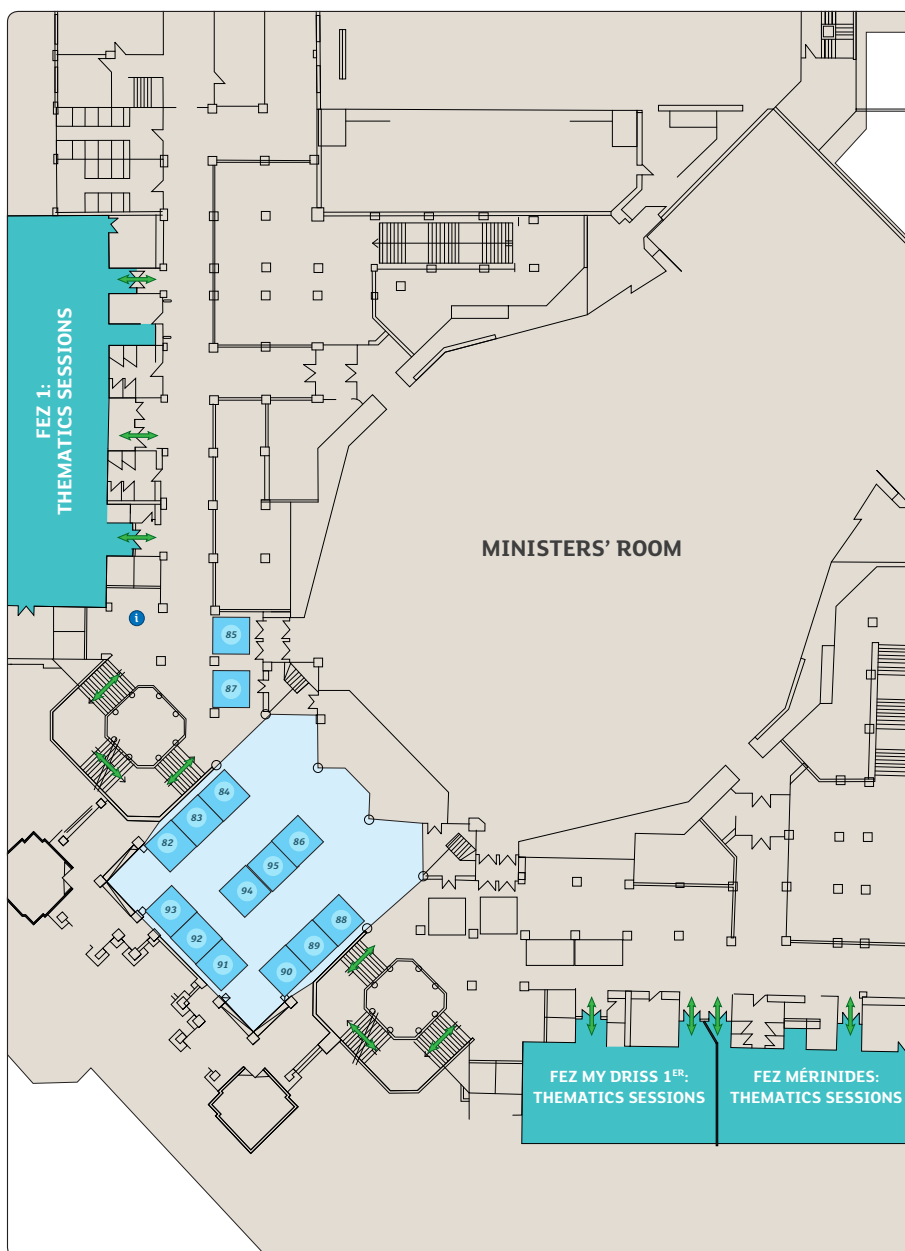 FEZ 1:
THEMATICS SESSIONS
MINISTERS’ ROOM
i
85
87
84
83
82
86
95
94
93
92
91
88
89
90
FEZ MY DRISS 1ER:
THEMATICS SESSIONS
FEZ MÉRINIDES:
THEMATICS SESSIONS